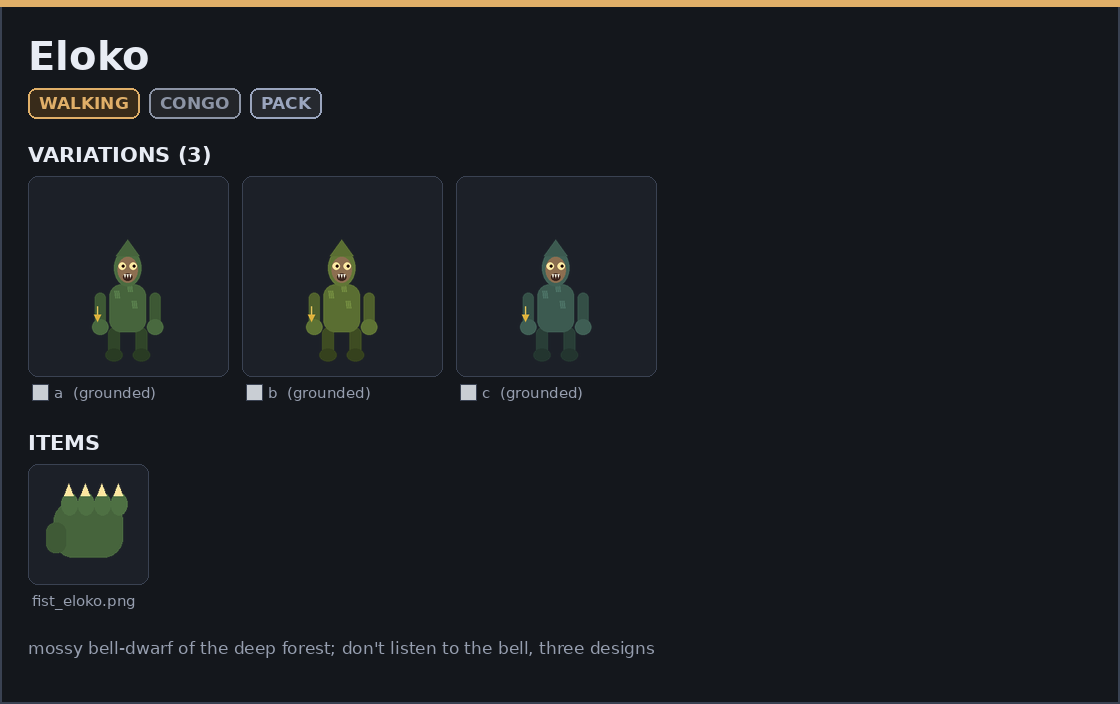 Eloko
WALKING CONGO PACK
VARIATIONS (3)
a (grounded) b (grounded) c (grounded)
ITEMS
fist_eloko.png
mossy bell-dwarf of the deep forest; don't listen to the bell, three designs